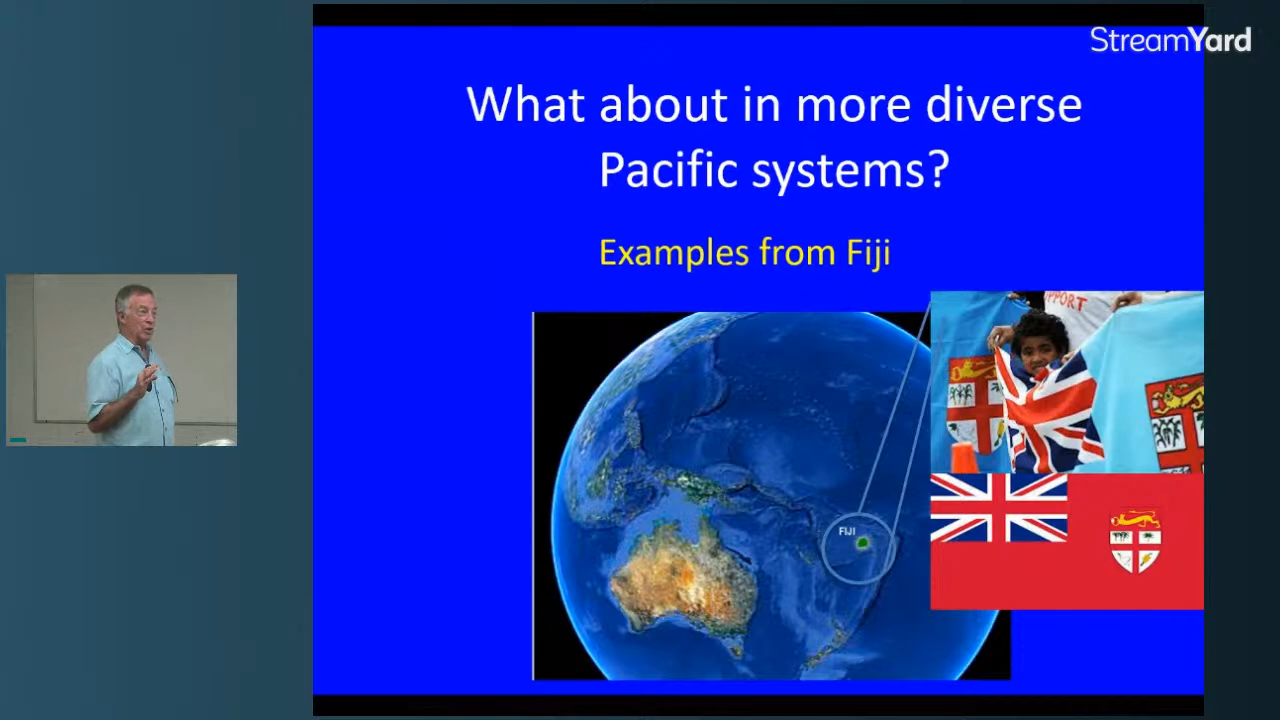 StreamYard
What about in more diverse
Pacific systems?
Examples from Fiji
PPORT
FIJI